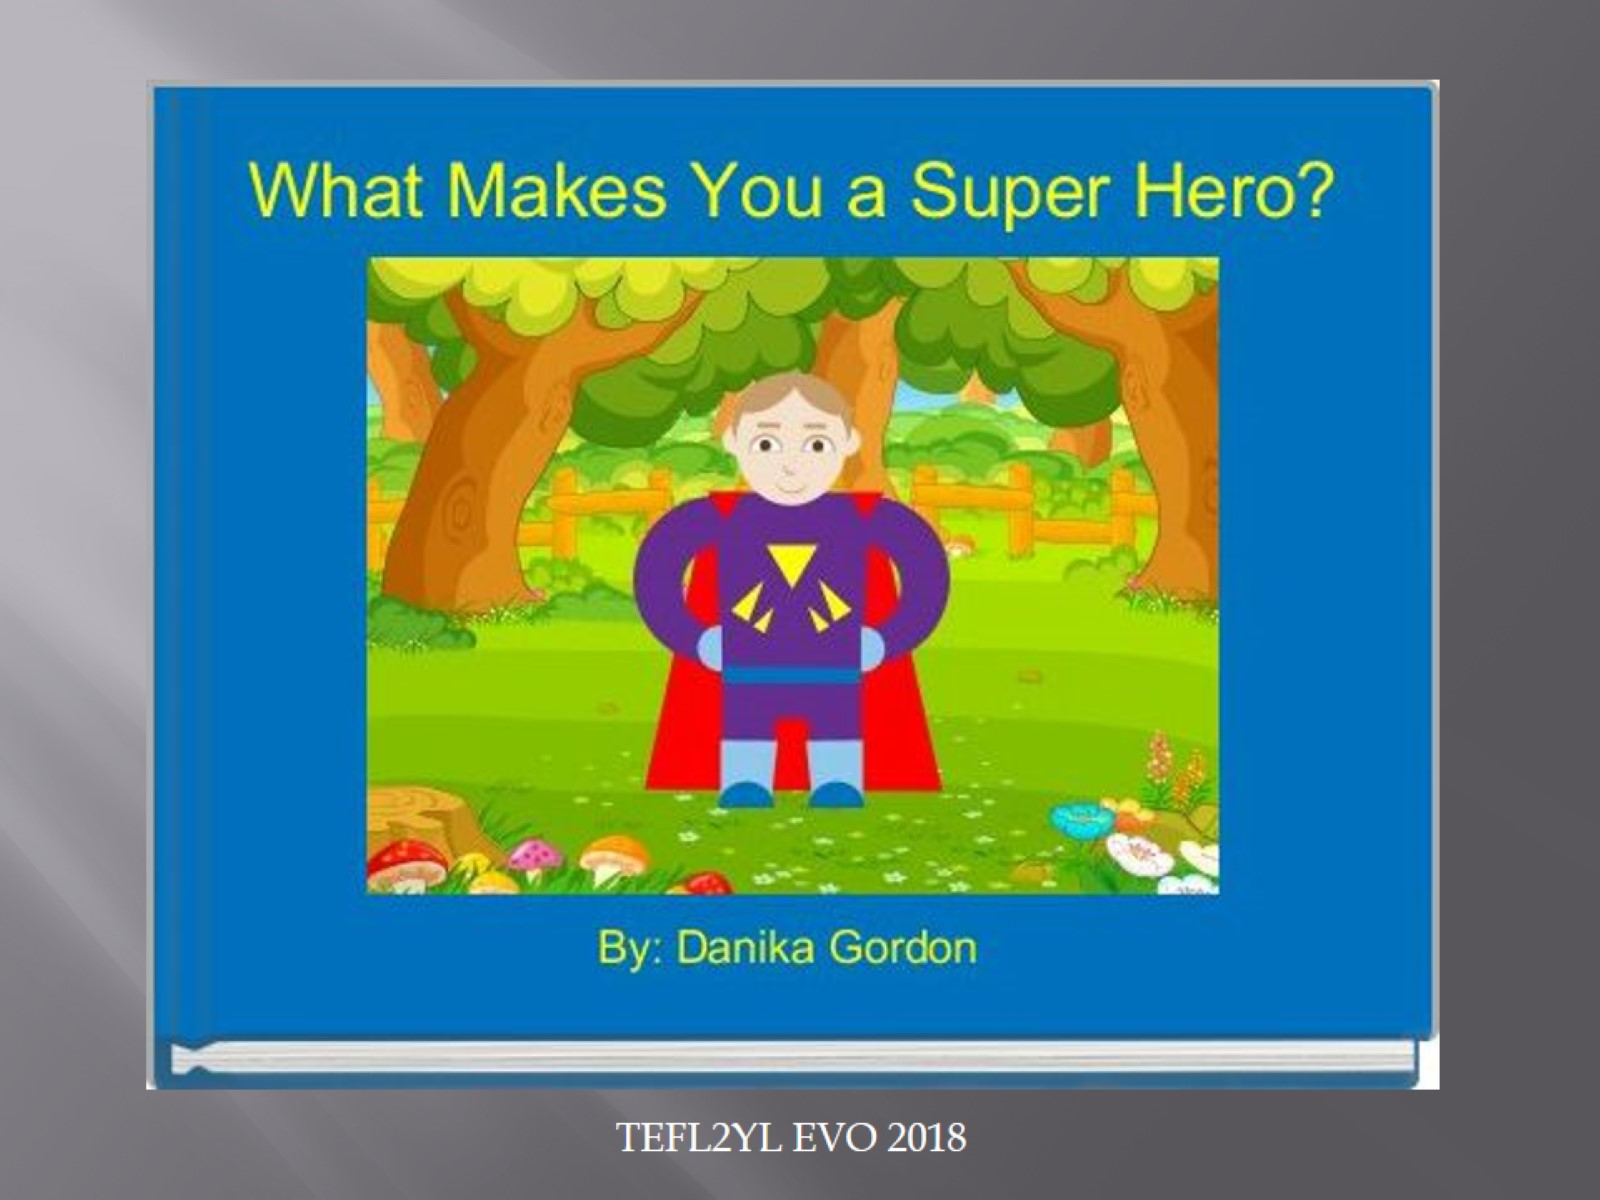 What Makes You a Super Hero?
By: Danika Gordon
TEFL2YL EVO 2018